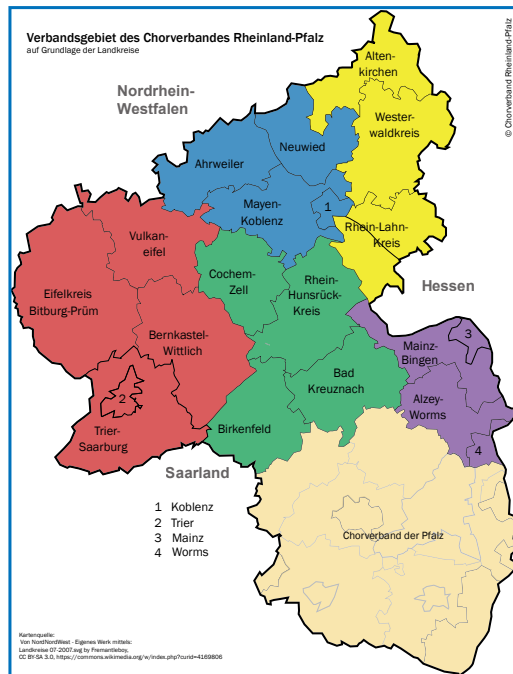 Verbandsgebiet des Chorverbandes Rheinland-Pfalz
auf Grundlage der Landkreise
© Chorverband Rheinland-Pfalz
Nordrhein-
Westfalen
Alten-
kirchen
Wester-
waldkreis
Neuwied
Ahrweiler
Mayen-
Koblenz
1
Rhein-Lahn-
Kreis
Vulkan-
eifel
Cochem-
Zell
Rhein-
Hunsrück-
Kreis
Hessen
Eifelkreis
Bitburg-Prüm
Bernkastel-
Wittlich
Mainz-
Bingen
3
Bad
Kreuznach
2
Alzey-
Worms
Trier-
Saarburg
Birkenfeld
4
Saarland
1 Koblenz
2 Trier
3 Mainz
4 Worms
Chorverband der Pfalz
Kartenquelle:
Von NordNordWest - Eigenes Werk mittels:
Landkreise 07-2007.svg by Fremantleboy,
CC BY-SA 3.0, https://commons.wikimedia.org/w/index.php?curid=4169806